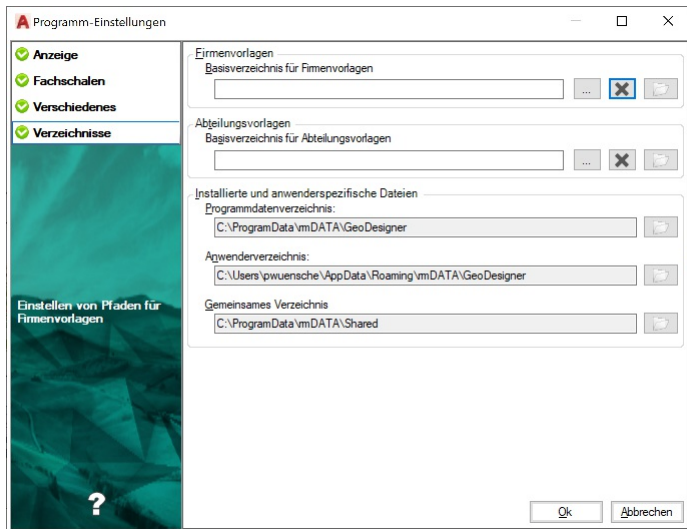 Programm-Einstellungen
Anzeige
Fachschalen
Verschiedenes
Verzeichnisse
Einstellen von Pfaden für
Firmenvorlagen
?
Firmenvorlagen
Basisverzeichnis für Firmenvorlagen
...
Abteilungsvorlagen
Basisverzeichnis für Abteilungsvorlagen
...
Installierte und anwenderspezifische Dateien
Programmdatenverzeichnis:
C:\ProgramData\rmDATA\GeoDesigner
Anwenderverzeichnis:
C:\Users\pwuensche\AppData\Roaming\rmDATA\GeoDesigner
Gemeinsames Verzeichnis
C:\ProgramData\rmDATA\Shared
Ok
Abbrechen